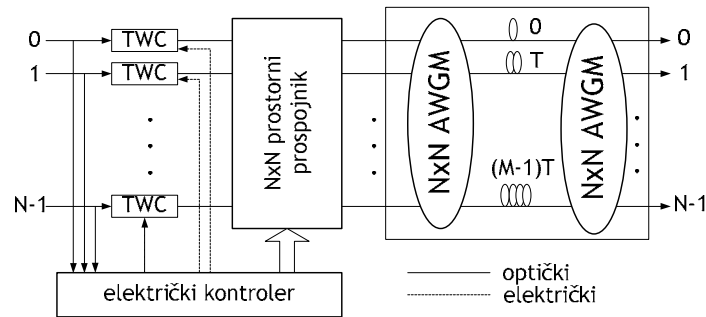 0 TWC 0 0
1 TWC T 1
NxN prostorni
prospojnik
NxN AWGM
NxN AWGM
(M-1)T
N-1 TWC N-1
električki kontroler
optički
električki